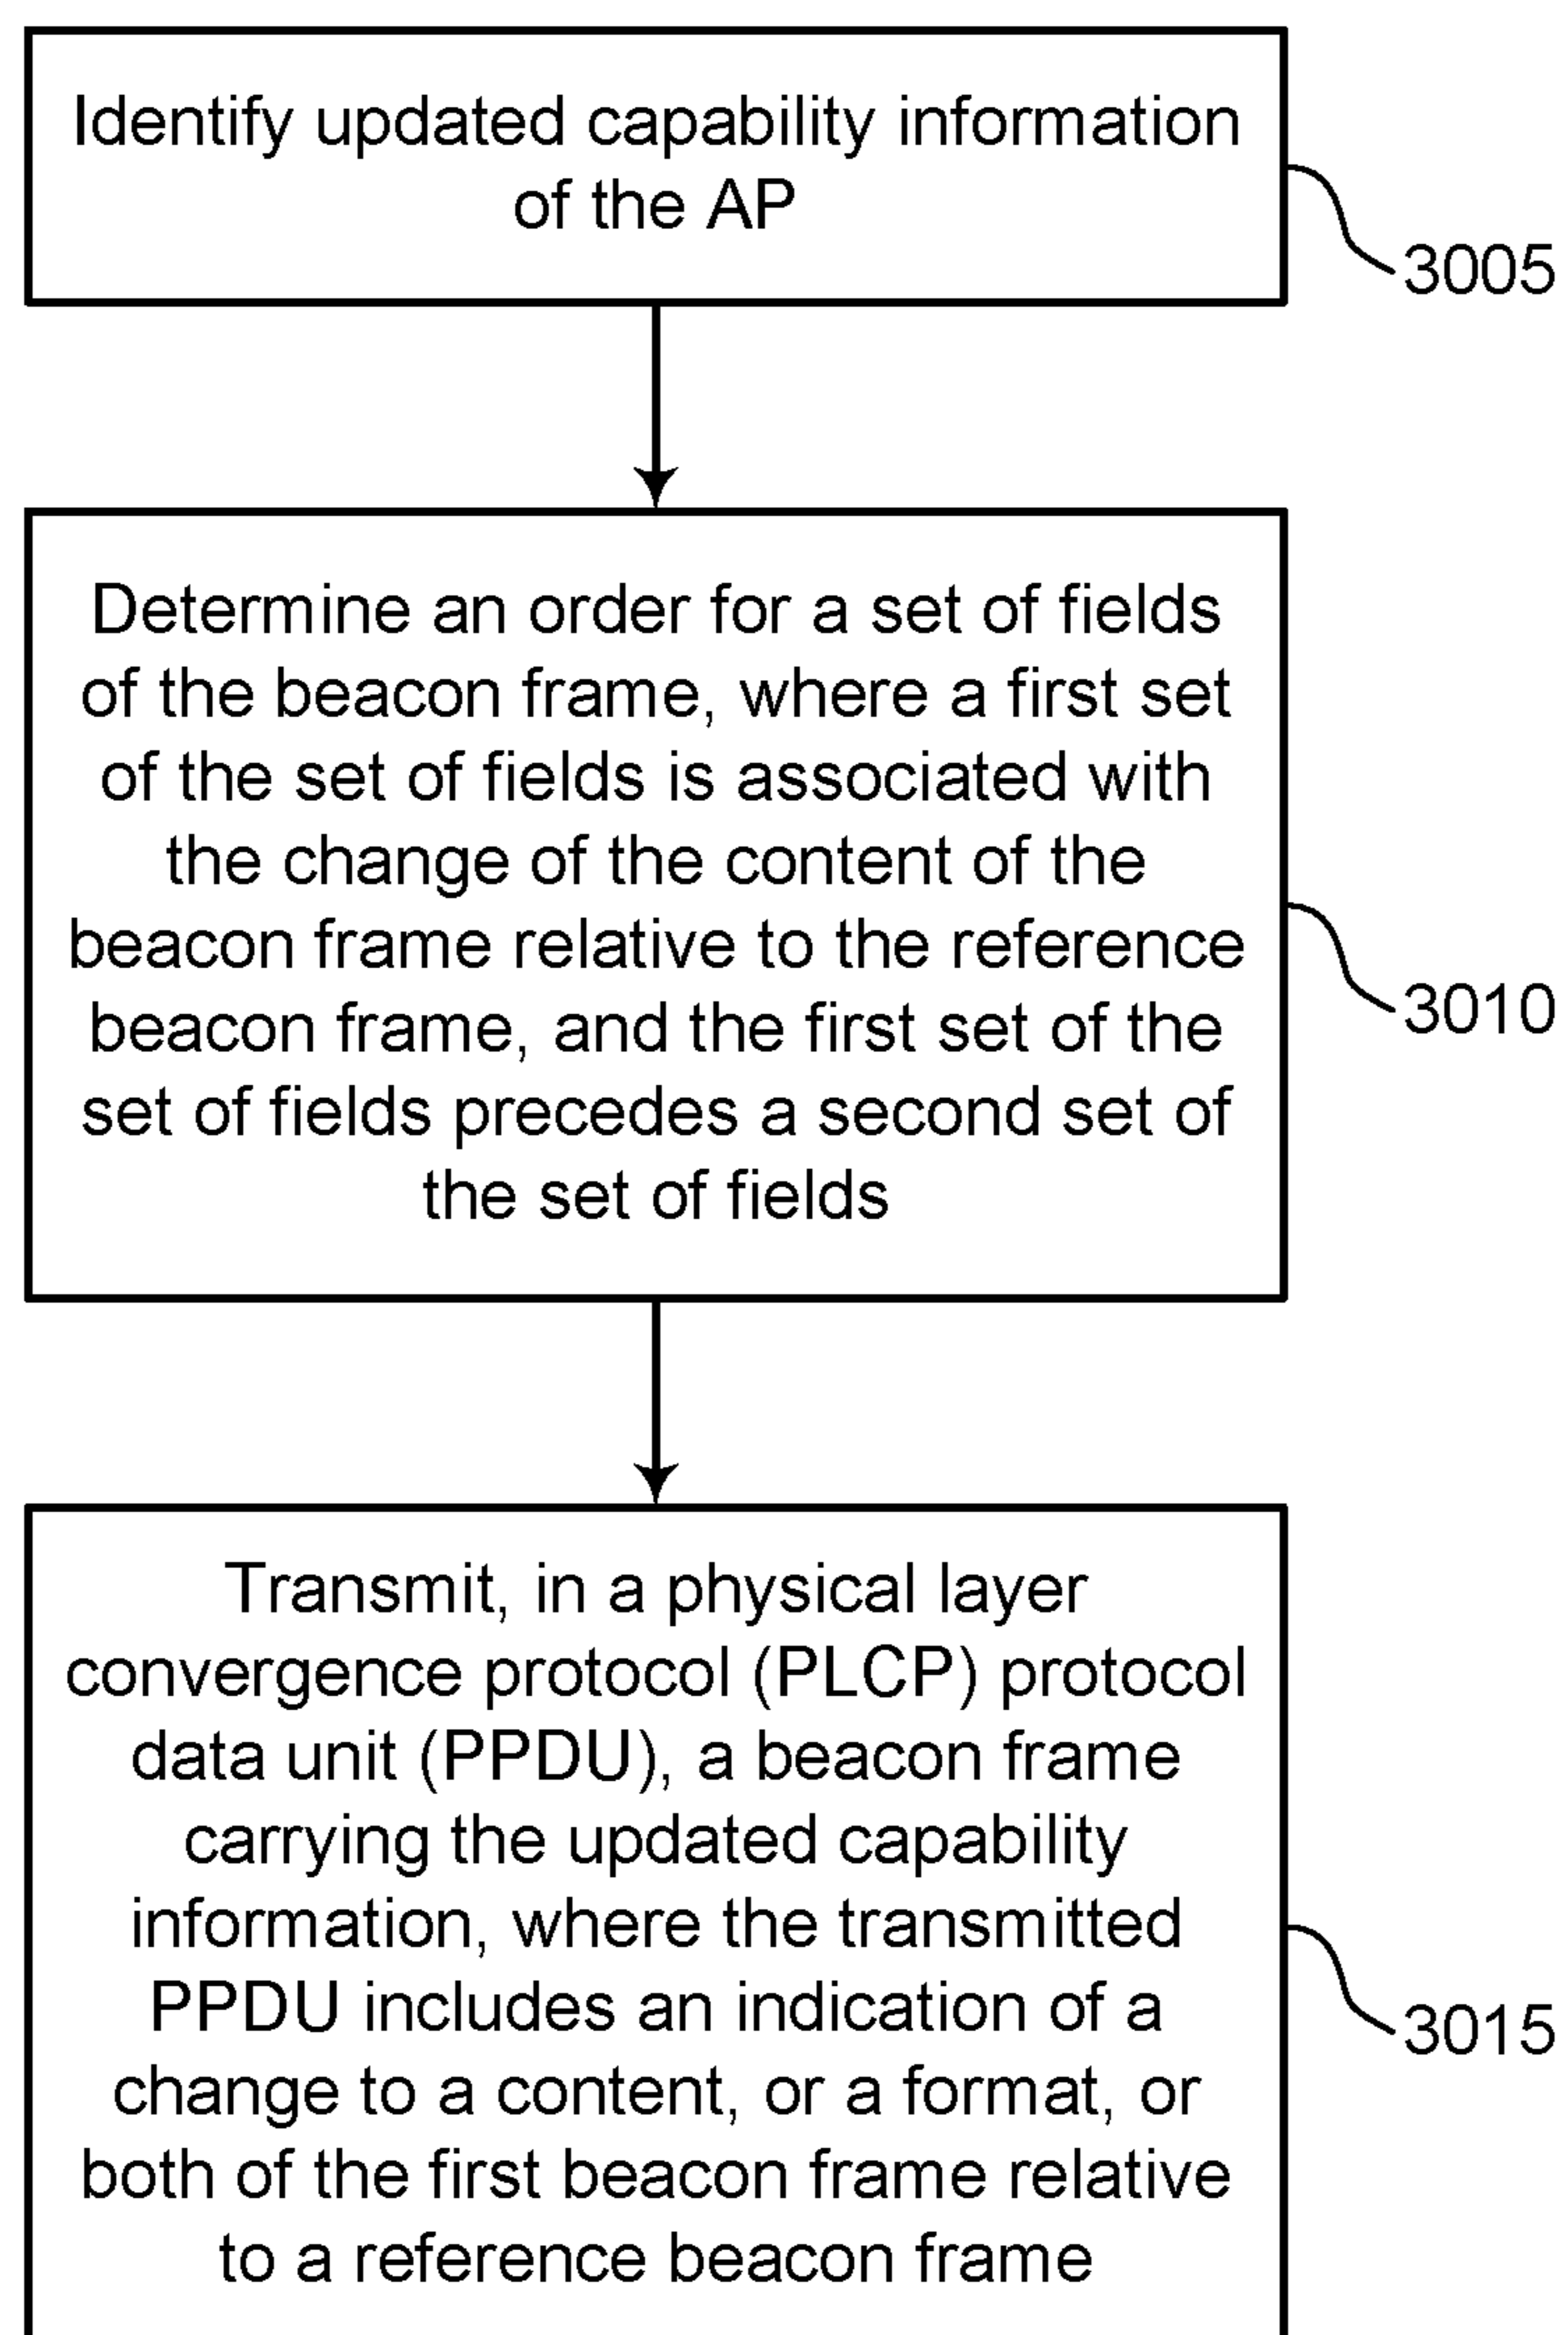 Identify updated capability information
of the AP
3005
Determine an order for a set of fields
of the beacon frame, where a first set
of the set of fields is associated with
the change of the content of the
beacon frame relative to the reference
beacon frame, and the first set of the
set of fields precedes a second set of
the set of fields
3010
Transmit, in a physical layer
convergence protocol (PLCP) protocol
data unit (PPDU), a beacon frame
carrying the updated capability
information, where the transmitted
PPDU includes an indication of a
change to a content, or a format, or
both of the first beacon frame relative
to a reference beacon frame
3015